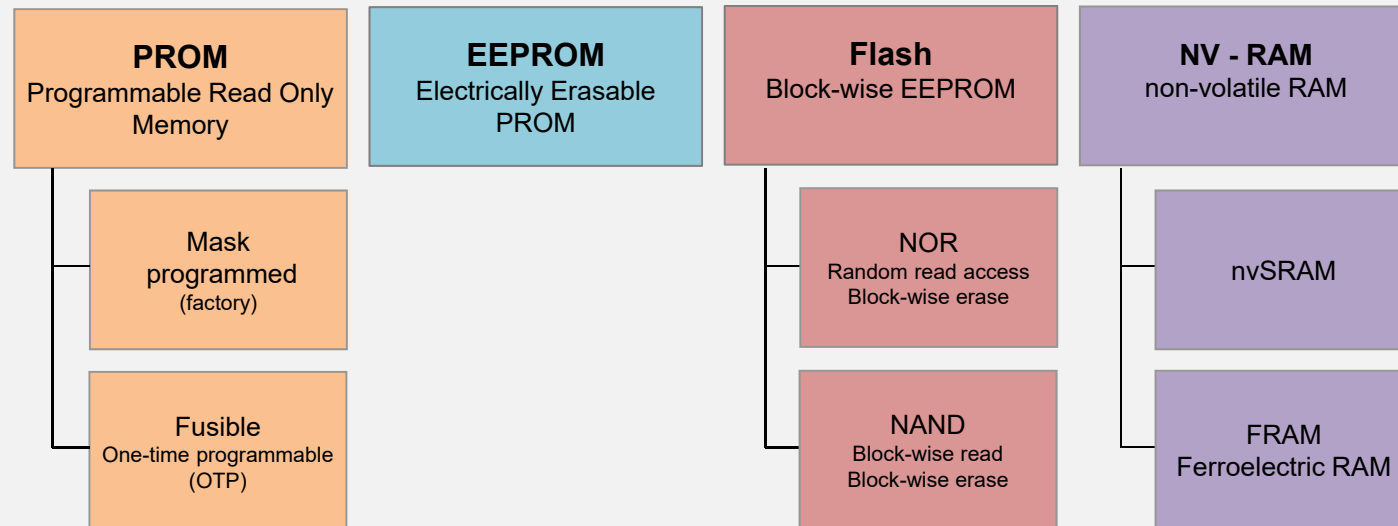 PROM
Programmable Read Only
Memory
EEPROM
Electrically Erasable
PROM
Flash
Block-wise EEPROM
NV - RAM
non-volatile RAM
Mask
programmed
(factory)
NOR
Random read access
Block-wise erase
nvSRAM
Fusible
One-time programmable
(OTP)
NAND
Block-wise read
Block-wise erase
FRAM
Ferroelectric RAM